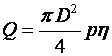 Q = \frac{\pi D^2}{4} p\eta